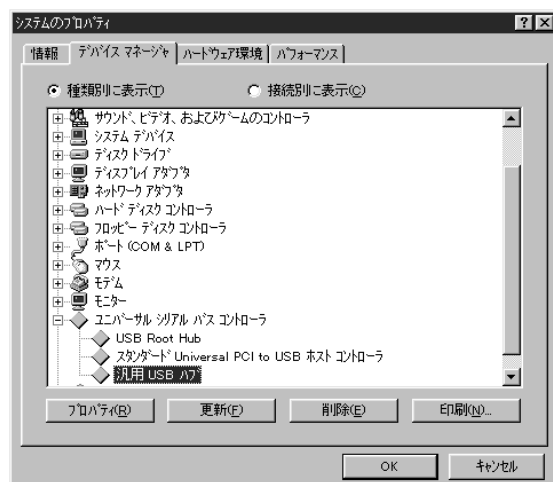 システムのプロパティ
情報 デバイス マネージャ ハードウェア環境 パフォーマンス
種類別に表示(T) 接続別に表示(C)
サウンド、ビデオ、およびゲームのコントローラ
システム デバイス
ディスク ドライブ
ディスプレイ アダプタ
ネットワーク アダプタ
ハード ディスク コントローラ
フロッピー ディスク コントローラ
ポート (COM & LPT)
マウス
モデム
モニター
ユニバーサル シリアル バス コントローラ
USB Root Hub
スタンダード Universal PCI to USB ホスト コントローラ
汎用 USB ハブ
プロパティ(R) 更新(F) 削除(E) 印刷(N)...
OK キャンセル